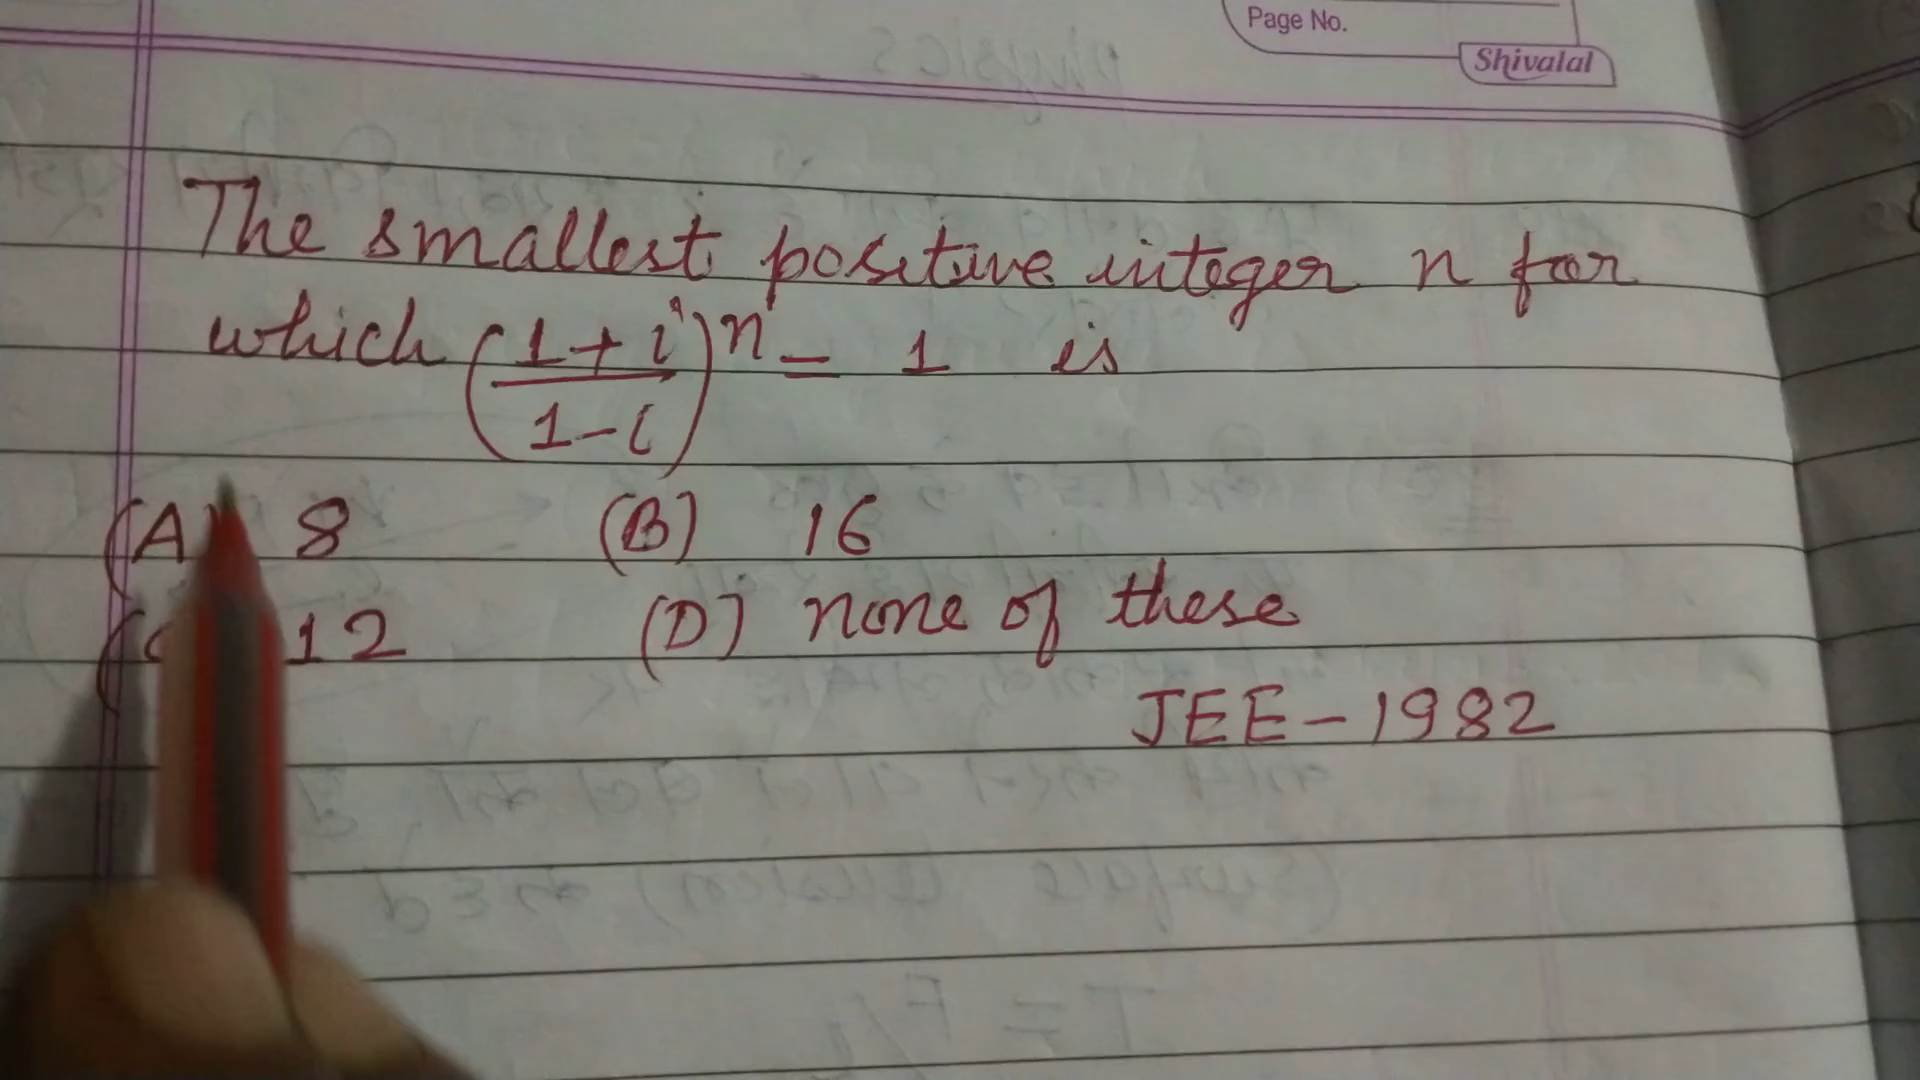 Page No.
Shivalal
The smallest positive integer n for
which (1+i/1-i)^n = 1 is
(A) 8 (B) 16
(C) 12 (D) none of these
JEE-1982